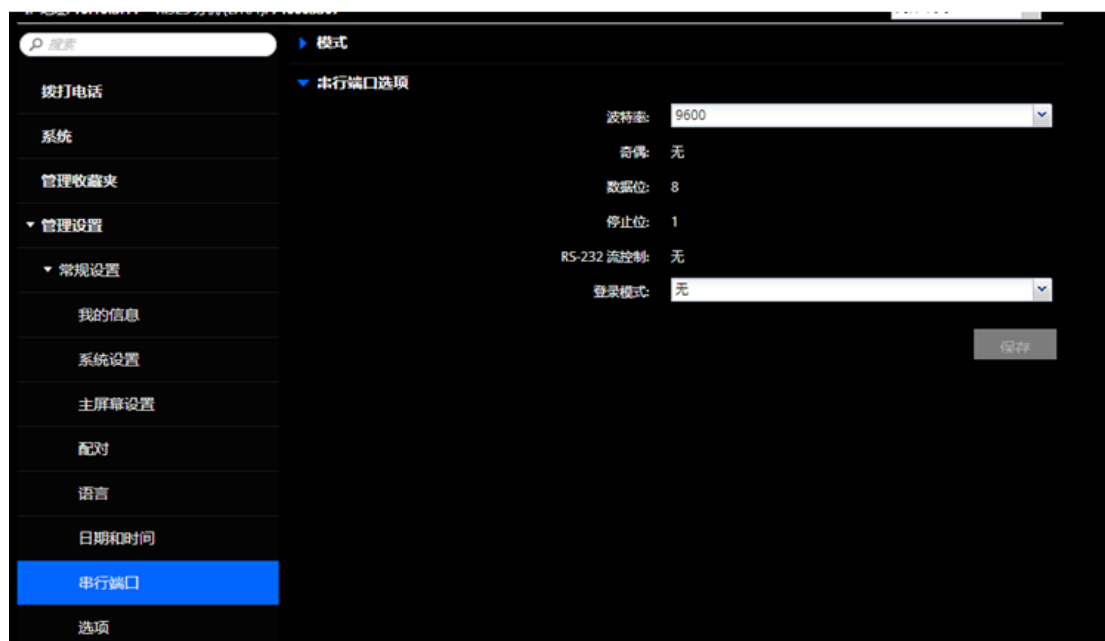 搜索
拨打电话
系统
管理收藏夹
管理设置
常规设置
我的信息
系统设置
主屏幕设置
配对
语言
日期和时间
串行端口
选项
模式
串行端口选项
波特率: 9600
奇偶: 无
数据位: 8
停止位: 1
RS-232 流控制: 无
登录模式: 无
保存